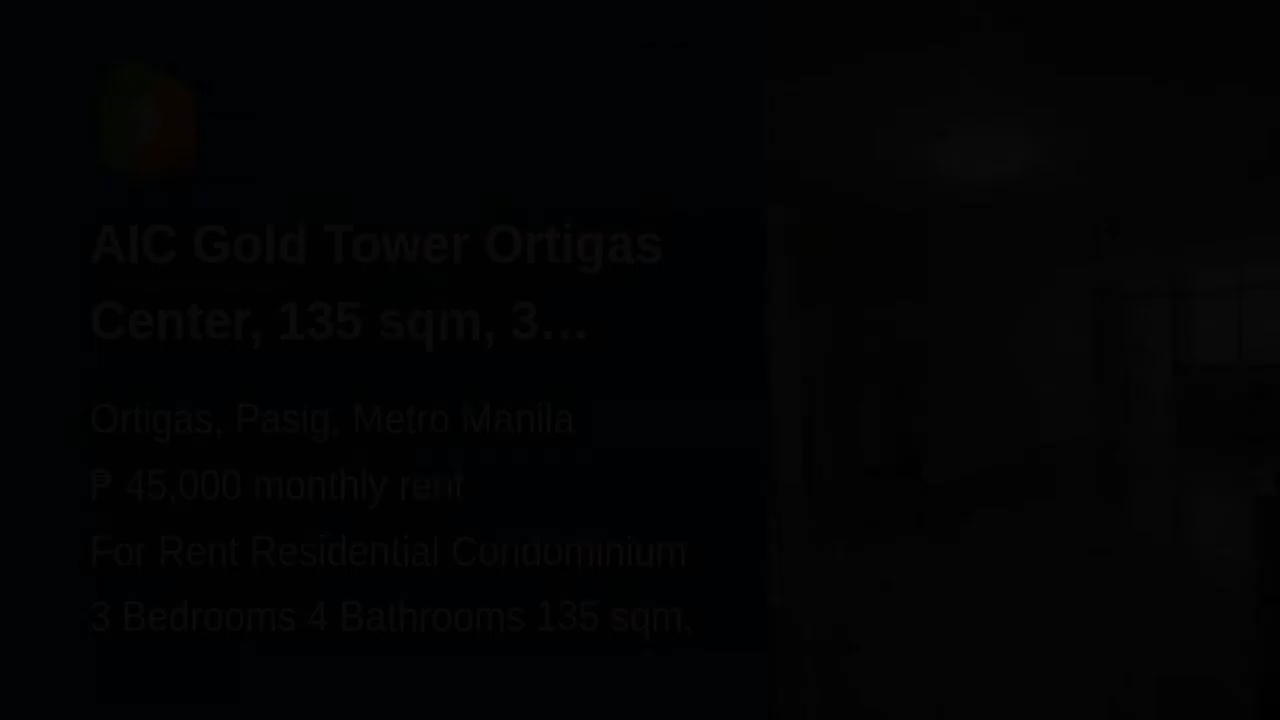 AIC Gold Tower Ortigas
Center, 135 sqm, 3...
Ortigas, Pasig, Metro Manila
₱ 45,000 monthly rent
For Rent Residential Condominium
3 Bedrooms 4 Bathrooms 135 sqm,